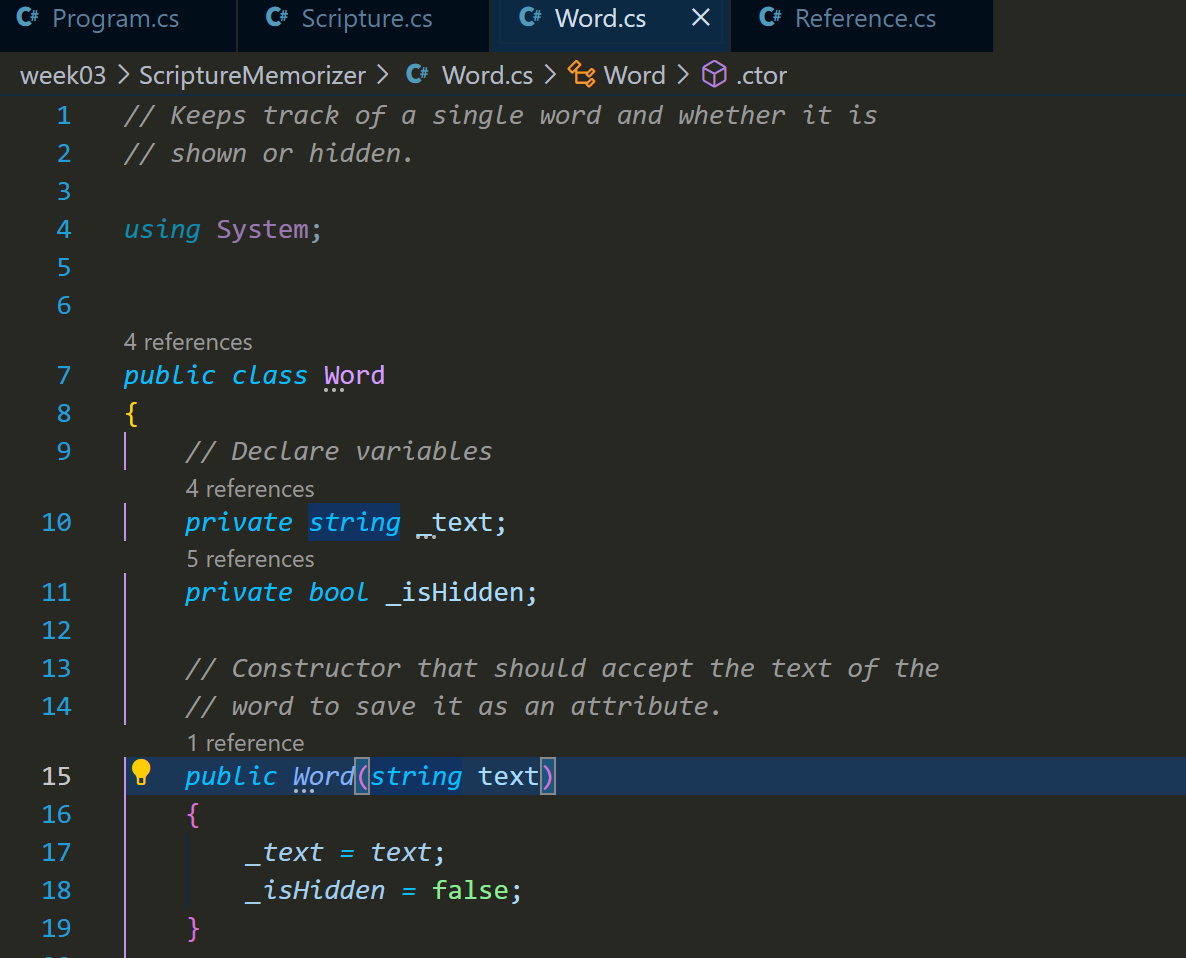 C# Program.cs C# Scripture.cs C# Word.cs × C# Reference.cs
week03 > ScriptureMemorizer > C# Word.cs > Word > .ctor
1 // Keeps track of a single word and whether it is
2 // shown or hidden.
3
4 using System;
5
6
4 references
7 public class Word
8 {
9 // Declare variables
4 references
10 private string _text;
5 references
11 private bool _isHidden;
12
13 // Constructor that should accept the text of the
14 // word to save it as an attribute.
1 reference
15 public Word(string text)
16 {
17 _text = text;
18 _isHidden = false;
19 }